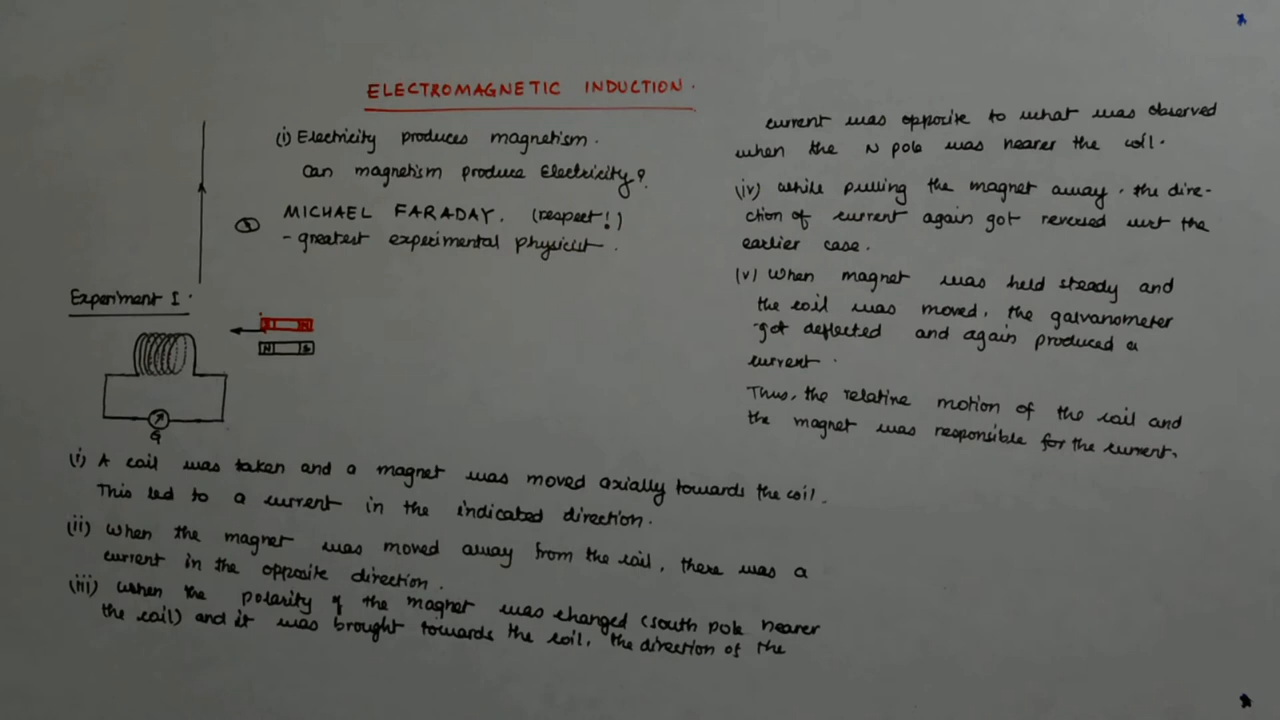 ELECTROMAGNETIC INDUCTION.
(i) Electricity produces magnetism.
Can magnetism produce Electricity?
MICHAEL FARADAY. (respect!)
- greatest experimental physicist.
Experiment I.
N S
G
(i) A coil was taken and a magnet was moved axially towards the coil.
This led to a current in the indicated direction.
(ii) When the magnet was moved away from the coil, there was a
current in the opposite direction.
(iii) When the polarity of the magnet was changed (south pole nearer
the coil) and it was brought towards the coil, the direction of the
current was opposite to what was observed
when the N pole was nearer the coil.
(iv) While pulling the magnet away, the dire-
ction of current again got reversed wrt the
earlier case.
(v) When magnet was held steady and
the coil was moved, the galvanometer
got deflected and again produced a
current.
Thus, the relative motion of the coil and
the magnet was responsible for the current.